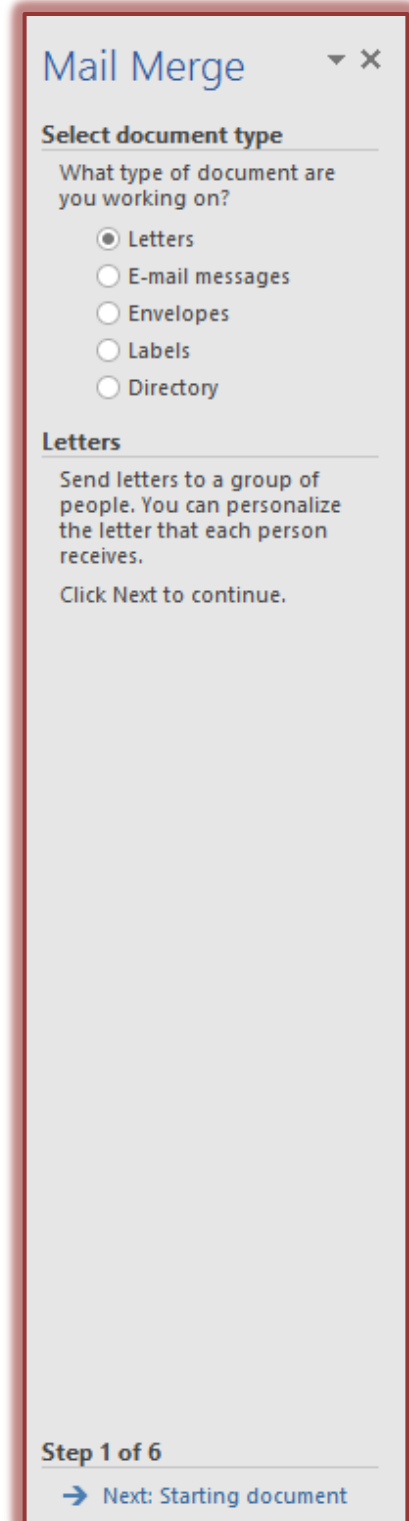 Mail Merge
Select document type
What type of document are
you working on?
Letters
E-mail messages
Envelopes
Labels
Directory
Letters
Send letters to a group of
people. You can personalize
the letter that each person
receives.
Click Next to continue.
Step 1 of 6
Next: Starting document